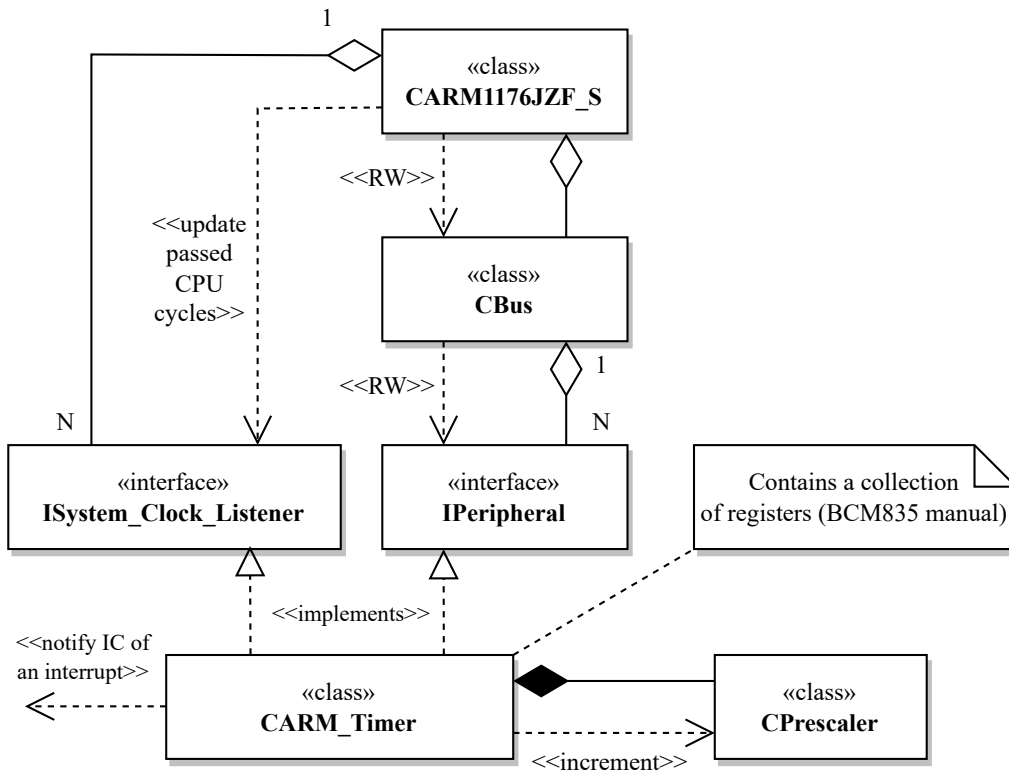 1
«class»
CARM1176JZF_S
<<RW>>
<<update
passed
CPU
cycles>>
«class»
CBus
<<RW>>
1
N
N
«interface»
ISystem_Clock_Listener
«interface»
IPeripheral
Contains a collection
of registers (BCM835 manual)
<<implements>>
<<notify IC of
an interrupt>>
«class»
CARM_Timer
«class»
CPrescaler
<<increment>>